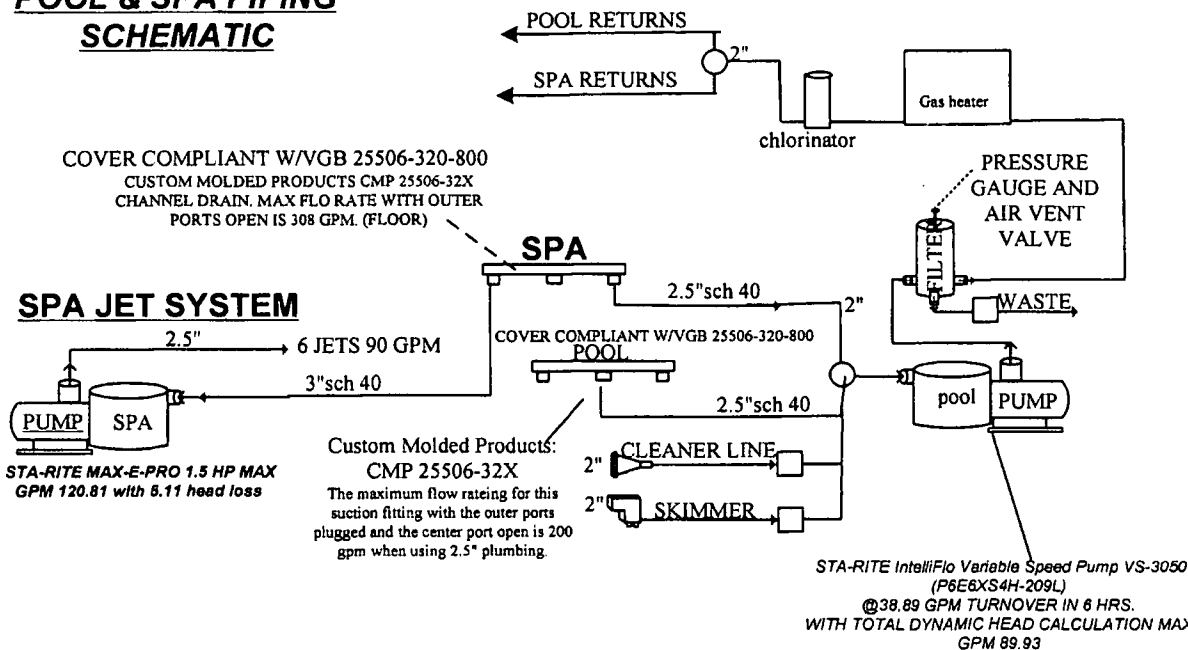 POOL & SPA PIPING
SCHEMATIC
POOL RETURNS
2"
SPA RETURNS
Gas heater
chlorinator
COVER COMPLIANT W/VGB 25506-320-800
CUSTOM MOLDED PRODUCTS CMP 25506-32X
CHANNEL DRAIN. MAX FLO RATE WITH OUTER
PORTS OPEN IS 308 GPM. (FLOOR)
PRESSURE
GAUGE AND
AIR VENT
VALVE
FILTER
WASTE
SPA
2.5"sch 40
2"
SPA JET SYSTEM
2.5"
6 JETS 90 GPM
COVER COMPLIANT W/VGB 25506-320-800
POOL
3"sch 40
2.5"sch 40
PUMP
SPA
pool
PUMP
STA-RITE MAX-E-PRO 1.5 HP MAX
GPM 120.81 with 6.11 head loss
Custom Molded Products:
CMP 25506-32X
The maximum flow rateing for this
suction fitting with the outer ports
plugged and the center port open is 200
gpm when using 2.5" plumbing.
2"
CLEANER LINE
2"
SKIMMER
STA-RITE IntelliFlo Variable Speed Pump VS-3050
(P6E6XS4H-209L)
@38.89 GPM TURNOVER IN 6 HRS.
WITH TOTAL DYNAMIC HEAD CALCULATION MAX
GPM 89.93